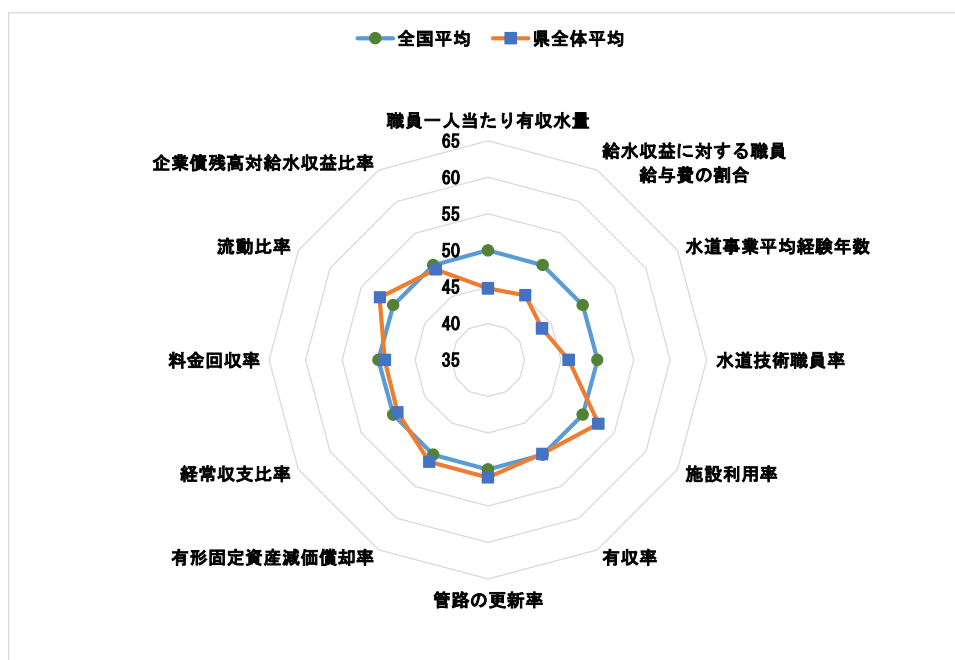 全国平均
県全体平均
職員一人当たり有収水量
給水収益に対する職員
給与費の割合
水道事業平均経験年数
水道技術職員率
施設利用率
有収率
管路の更新率
有形固定資産減価償却率
経常収支比率
料金回収率
流動比率
企業債残高対給水収益比率
65
60
55
50
45
40
35